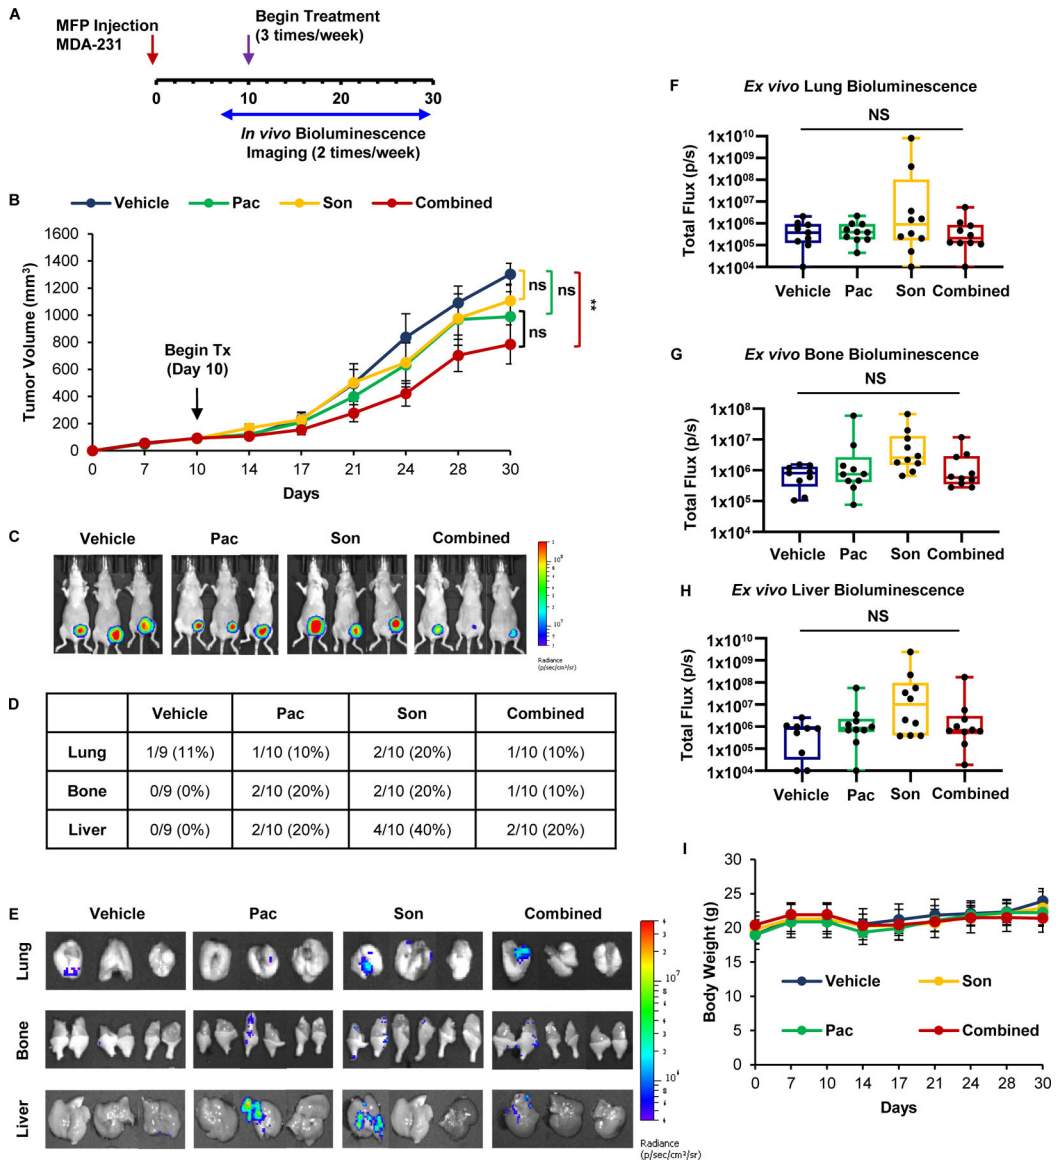 A
MFP Injection
MDA-231
Begin Treatment
(3 times/week)
0 10 20 30
In vivo Bioluminescence
Imaging (2 times/week)
B
Vehicle Pac Son Combined
Tumor Volume (mm³)
1600
1400
1200
1000
800
600
400
200
0
Begin Tx
(Day 10)
ns
ns
ns
**
0 7 10 14 17 21 24 28 30
Days
C
Vehicle Pac Son Combined
Radiance
(p/sec/cm²/sr)
D
Vehicle Pac Son Combined
Lung 1/9 (11%) 1/10 (10%) 2/10 (20%) 1/10 (10%)
Bone 0/9 (0%) 2/10 (20%) 2/10 (20%) 1/10 (10%)
Liver 0/9 (0%) 2/10 (20%) 4/10 (40%) 2/10 (20%)
E
Vehicle Pac Son Combined
Lung
Bone
Liver
Radiance
(p/sec/cm²/sr)
F
Ex vivo Lung Bioluminescence
NS
Total Flux (p/s)
1x10¹⁰
1x10⁰⁹
1x10⁰⁸
1x10⁰⁷
1x10⁰⁶
1x10⁰⁵
1x10⁰⁴
Vehicle Pac Son Combined
G
Ex vivo Bone Bioluminescence
NS
Total Flux (p/s)
1x10⁸
1x10⁷
1x10⁶
1x10⁵
1x10⁴
Vehicle Pac Son Combined
H
Ex vivo Liver Bioluminescence
NS
Total Flux (p/s)
1x10¹⁰
1x10⁰⁹
1x10⁰⁸
1x10⁰⁷
1x10⁰⁶
1x10⁰⁵
1x10⁰⁴
Vehicle Pac Son Combined
I
Body Weight (g)
30
25
20
15
10
5
0
Vehicle Son
Pac Combined
0 7 10 14 17 21 24 28 30
Days